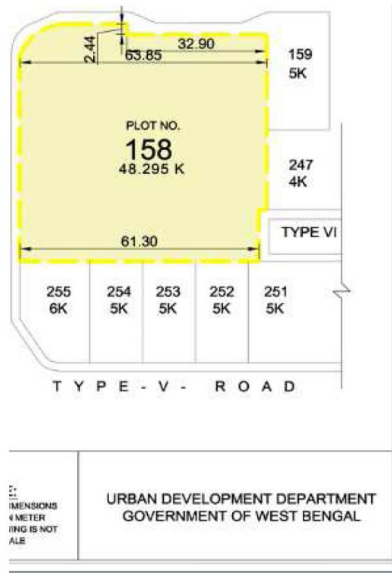 32.90
2.44
63.85
159
5K
PLOT NO.
158
48.295 K
247
4K
TYPE VI
61.30
255
6K
254
5K
253
5K
252
5K
251
5K
TYPE-V- ROAD
URBAN DEVELOPMENT DEPARTMENT
GOVERNMENT OF WEST BENGAL
E:
IMENSIONS
METER
ING IS NOT
ALE